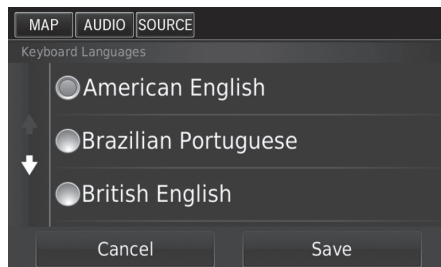 MAP AUDIO SOURCE
Keyboard Languages
American English
Brazilian Portuguese
British English
Cancel Save